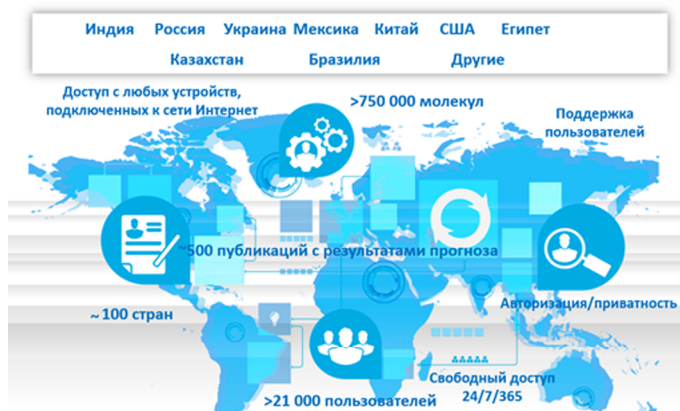 Индия Россия Украина Мексика Китай США Египет
Казахстан Бразилия Другие
Доступ с любых устройств,
подключенных к сети Интернет
>750 000 молекул
Поддержка
пользователей
~500 публикаций с результатами прогноза
Авторизация/приватность
~ 100 стран
Свободный доступ
24/7/365
>21 000 пользователей